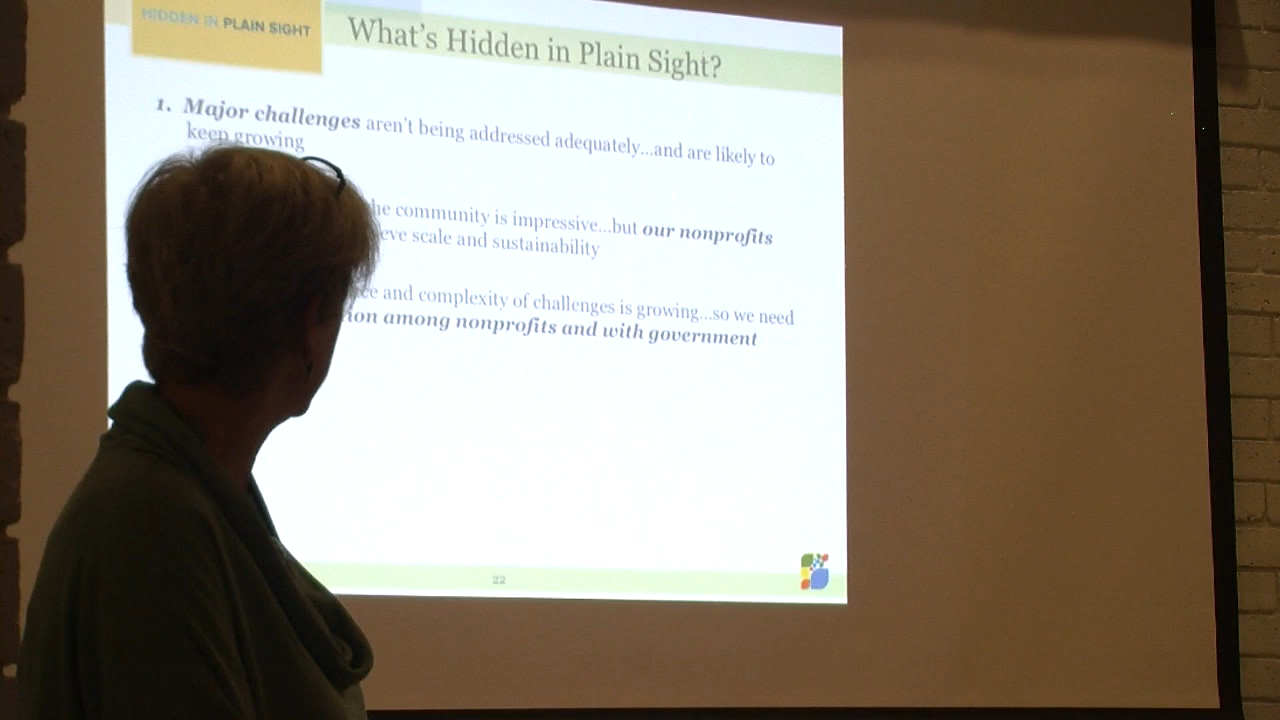 HIDDEN IN PLAIN SIGHT
What's Hidden in Plain Sight?
1. Major challenges aren't being addressed adequately...and are likely to
keep growing
he community is impressive...but our nonprofits
eve scale and sustainability
ce and complexity of challenges is growing...so we need
ion among nonprofits and with government
22